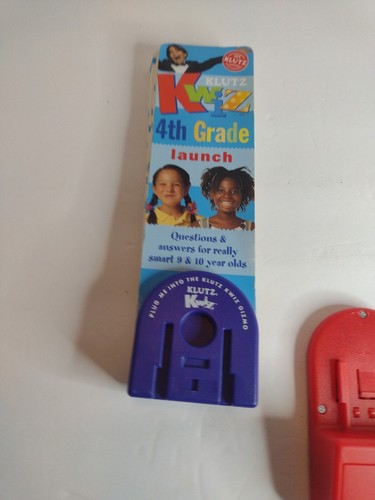 KLUTZ
KLUTZ
KwiZ
4th Grade
launch
Questions &
answers for really
smart 9 & 10 year olds
PLUG ME INTO THE KLUTZ KWIZ GIZMO
KLUTZ
KwiZ